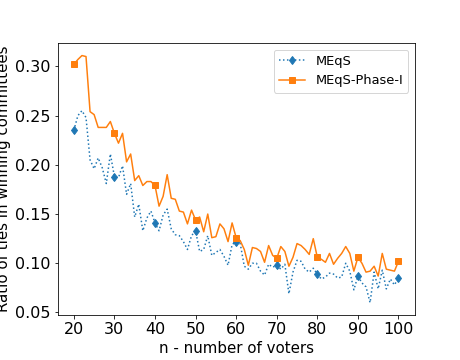 MEqS
MEqS-Phase-I
Ratio of ties in winning committees
0.30
0.25
0.20
0.15
0.10
0.05
20 30 40 50 60 70 80 90 100
n - number of voters